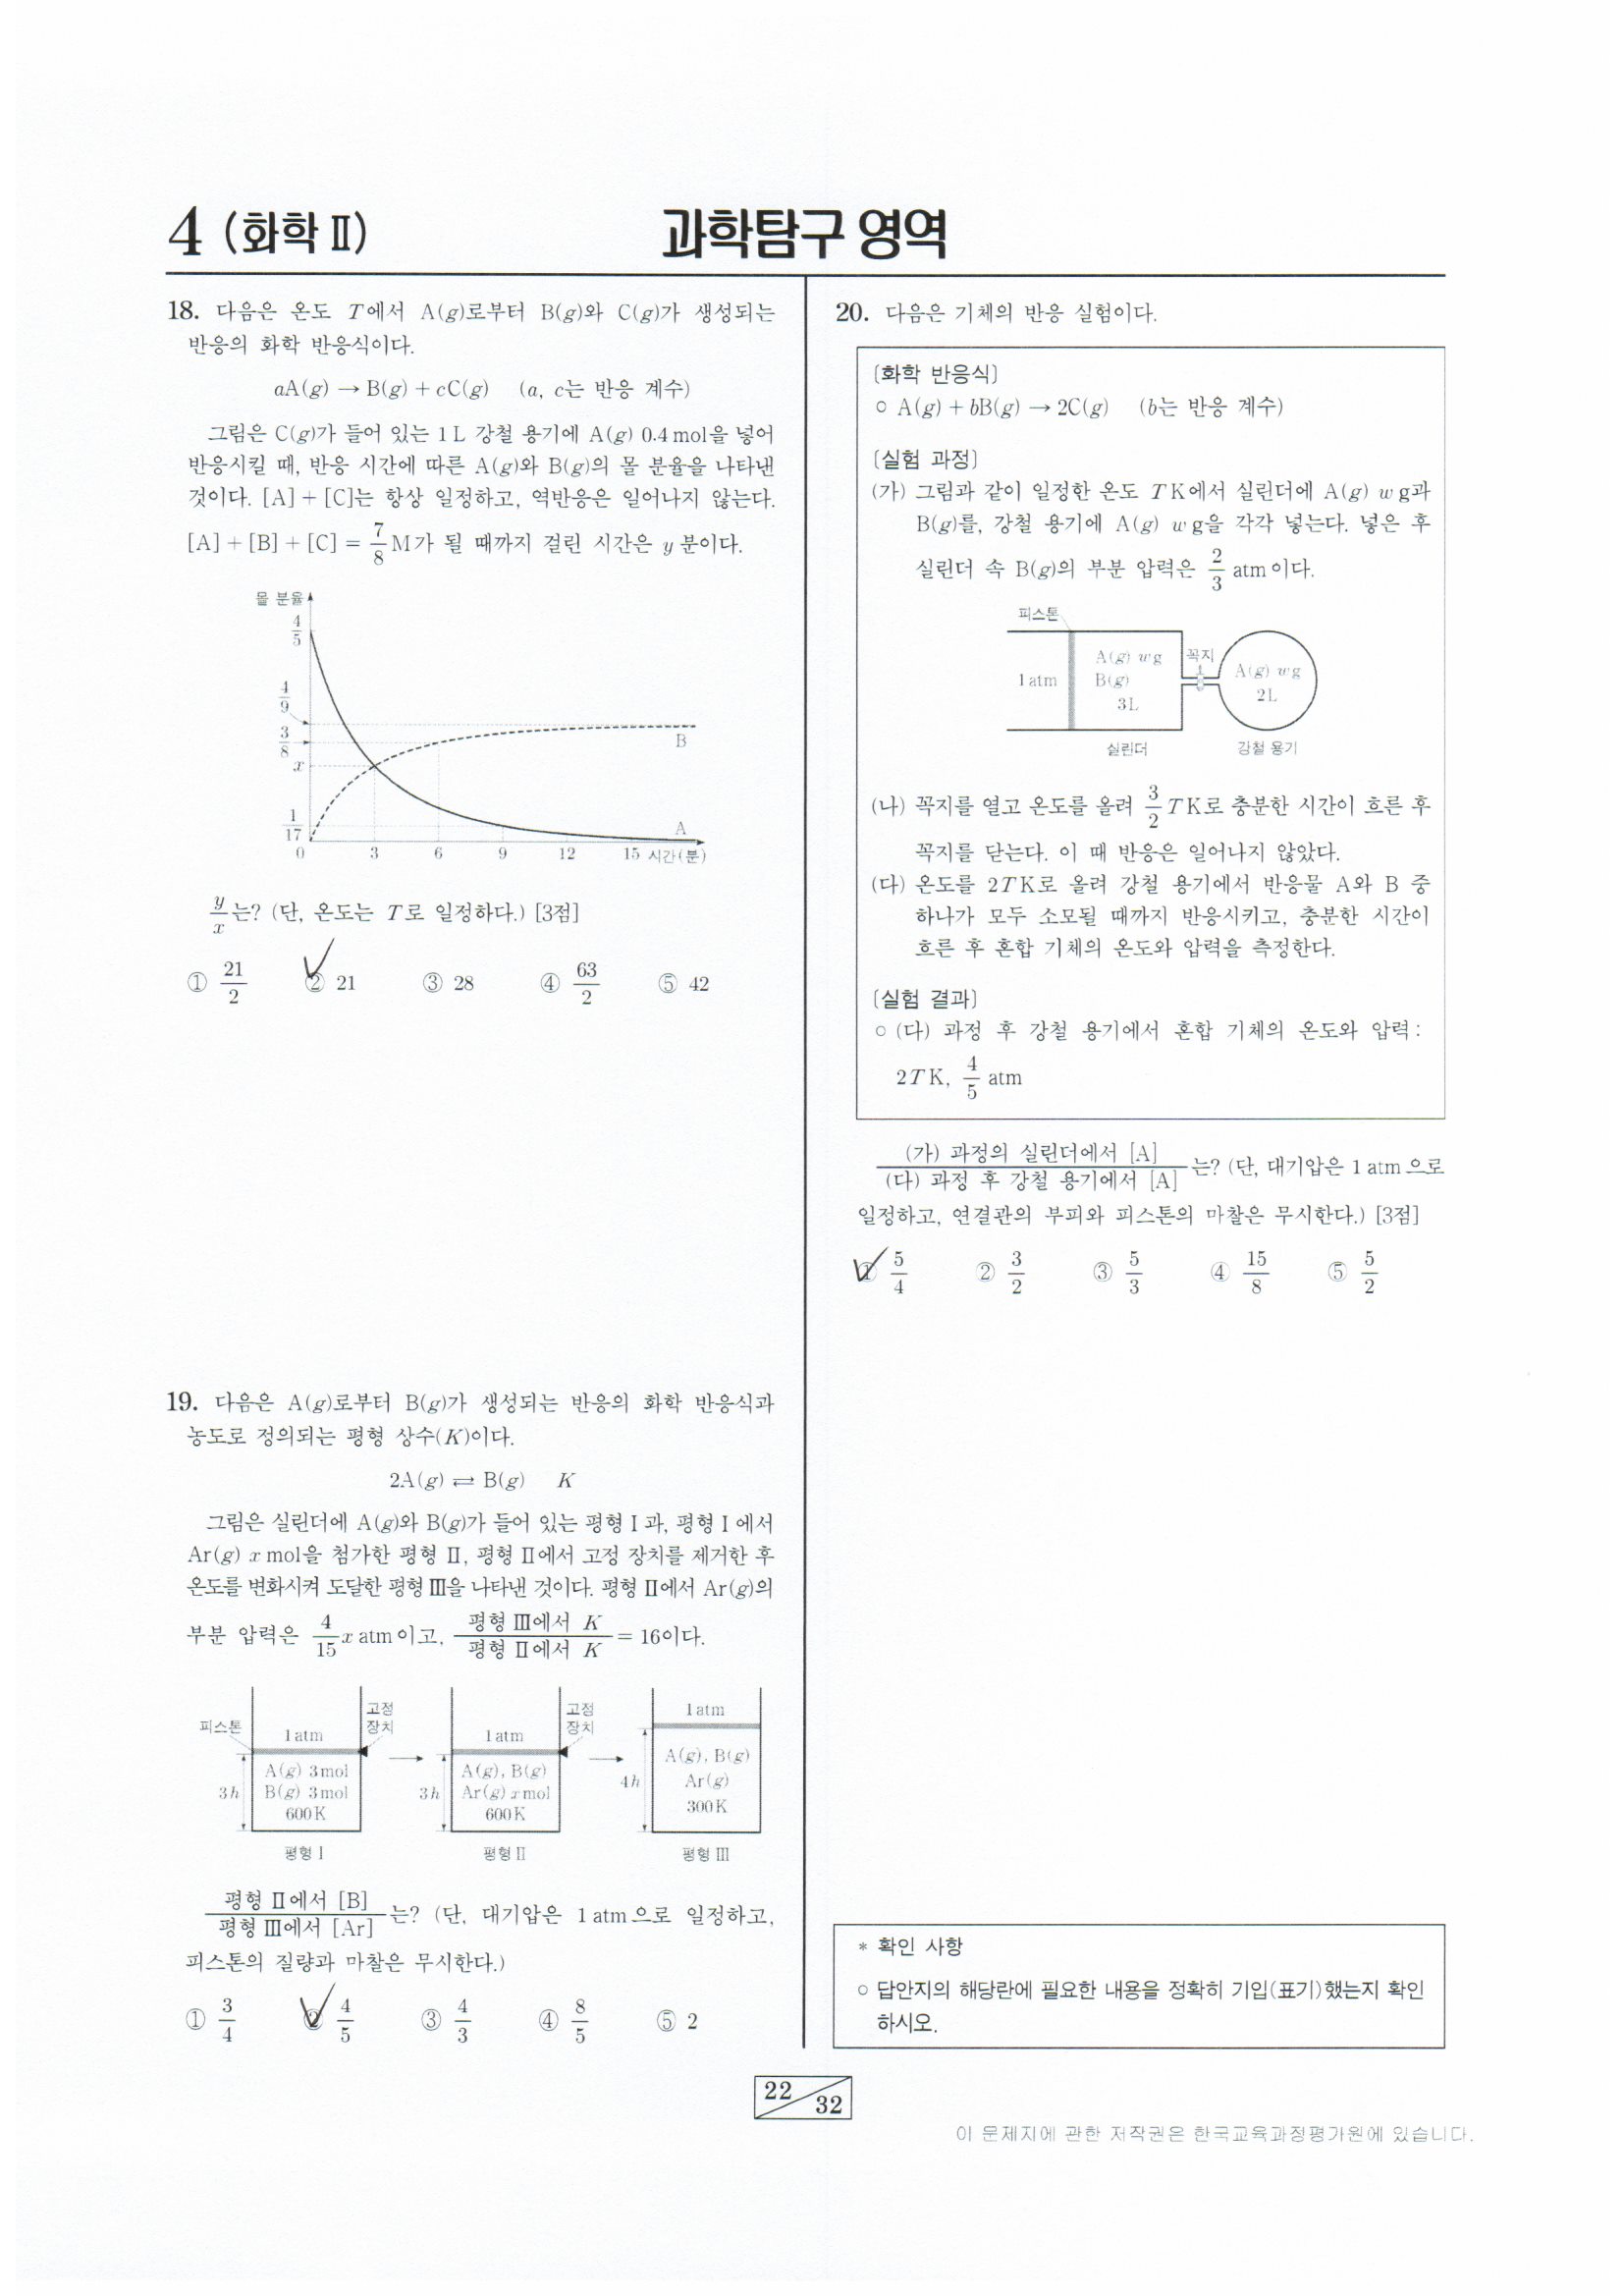 4 (화학 Ⅱ)
과학탐구 영역
18. 다음은 온도 T에서 A(g)로부터 B(g)와 C(g)가 생성되는
반응의 화학 반응식이다.
aA(g) → B(g) + cC(g) (a, c는 반응 계수)
그림은 C(g)가 들어 있는 1 L 강철 용기에 A(g) 0.4 mol을 넣어
반응시킬 때, 반응 시간에 따른 A(g)와 B(g)의 몰 분율을 나타낸
것이다. [A] + [C]는 항상 일정하고, 역반응은 일어나지 않는다.
[A] + [B] + [C] = 7/8 M가 될 때까지 걸린 시간은 y 분이다.
몰 분율
4/5
4/9
3/8
x
1/17
B
A
0 3 6 9 12 15 시간(분)
y/x는? (단, 온도는 T로 일정하다.) [3점]
① 21/2 ② 21 ③ 28 ④ 63/2 ⑤ 42
19. 다음은 A(g)로부터 B(g)가 생성되는 반응의 화학 반응식과
농도로 정의되는 평형 상수(K)이다.
2A(g) ⇄ B(g) K
그림은 실린더에 A(g)와 B(g)가 들어 있는 평형 Ⅰ과, 평형 Ⅰ에서
Ar(g) x mol을 첨가한 평형 Ⅱ, 평형 Ⅱ에서 고정 장치를 제거한 후
온도를 변화시켜 도달한 평형 Ⅲ을 나타낸 것이다. 평형 Ⅱ에서 Ar(g)의
부분 압력은 4/15 x atm이고, 평형 Ⅲ에서 K / 평형 Ⅱ에서 K = 16이다.
피스톤 1 atm 고정 장치 1 atm 고정 장치 1 atm
3h A(g) 3 mol B(g) 3 mol 600 K
3h A(g), B(g) Ar(g) x mol 600 K
4h A(g), B(g) Ar(g) 300 K
평형 Ⅰ 평형 Ⅱ 평형 Ⅲ
평형 Ⅱ에서 [B] / 평형 Ⅲ에서 [Ar] 는? (단, 대기압은 1 atm으로 일정하고,
피스톤의 질량과 마찰은 무시한다.)
① 3/4 ② 4/5 ③ 4/3 ④ 8/5 ⑤ 2
20. 다음은 기체의 반응 실험이다.
[화학 반응식]
○ A(g) + bB(g) → 2C(g) (b는 반응 계수)
[실험 과정]
(가) 그림과 같이 일정한 온도 T K에서 실린더에 A(g) w g과
B(g)를, 강철 용기에 A(g) w g을 각각 넣는다. 넣은 후
실린더 속 B(g)의 부분 압력은 2/3 atm이다.
피스톤
1 atm
A(g) w g
B(g)
3 L
꼭지
A(g) w g
2 L
실린더 강철 용기
(나) 꼭지를 열고 온도를 올려 3/2 T K로 충분한 시간이 흐른 후
꼭지를 닫는다. 이 때 반응은 일어나지 않았다.
(다) 온도를 2T K로 올려 강철 용기에서 반응물 A와 B 중
하나가 모두 소모될 때까지 반응시키고, 충분한 시간이
흐른 후 혼합 기체의 온도와 압력을 측정한다.
[실험 결과]
○ (다) 과정 후 강철 용기에서 혼합 기체의 온도와 압력:
2T K, 4/5 atm
(가) 과정의 실린더에서 [A] / (다) 과정 후 강철 용기에서 [A] 는? (단, 대기압은 1 atm으로
일정하고, 연결관의 부피와 피스톤의 마찰은 무시한다.) [3점]
① 5/4 ② 3/2 ③ 5/3 ④ 15/8 ⑤ 5/2
* 확인 사항
○ 답안지의 해당란에 필요한 내용을 정확히 기입(표기)했는지 확인
하시오.
22 / 32
이 문제지에 관한 저작권은 한국교육과정평가원에 있습니다.